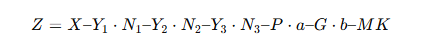 Z = X–Y₁ · N₁–Y₂ · N₂–Y₃ · N₃–P · a–G · b–MK